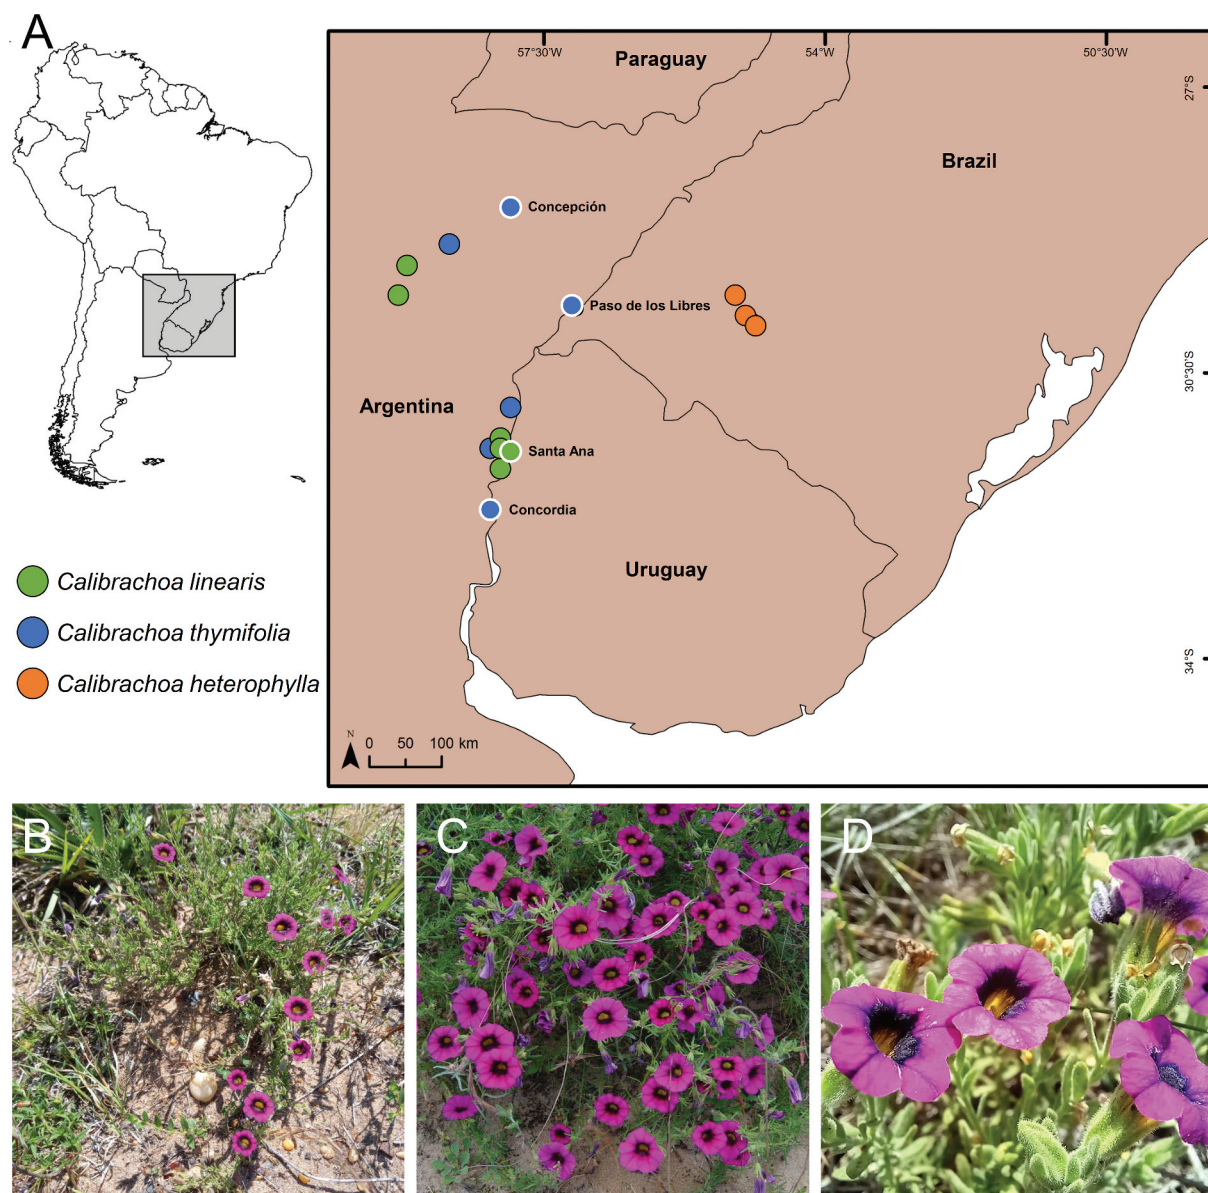 A
57°30'W
54°W
50°30'W
Paraguay
27°S
Brazil
Concepción
Paso de los Libres
30°30'S
Argentina
Santa Ana
Concordia
Uruguay
34°S
Calibrachoa linearis
Calibrachoa thymifolia
Calibrachoa heterophylla
N
0 50 100 km
B
C
D